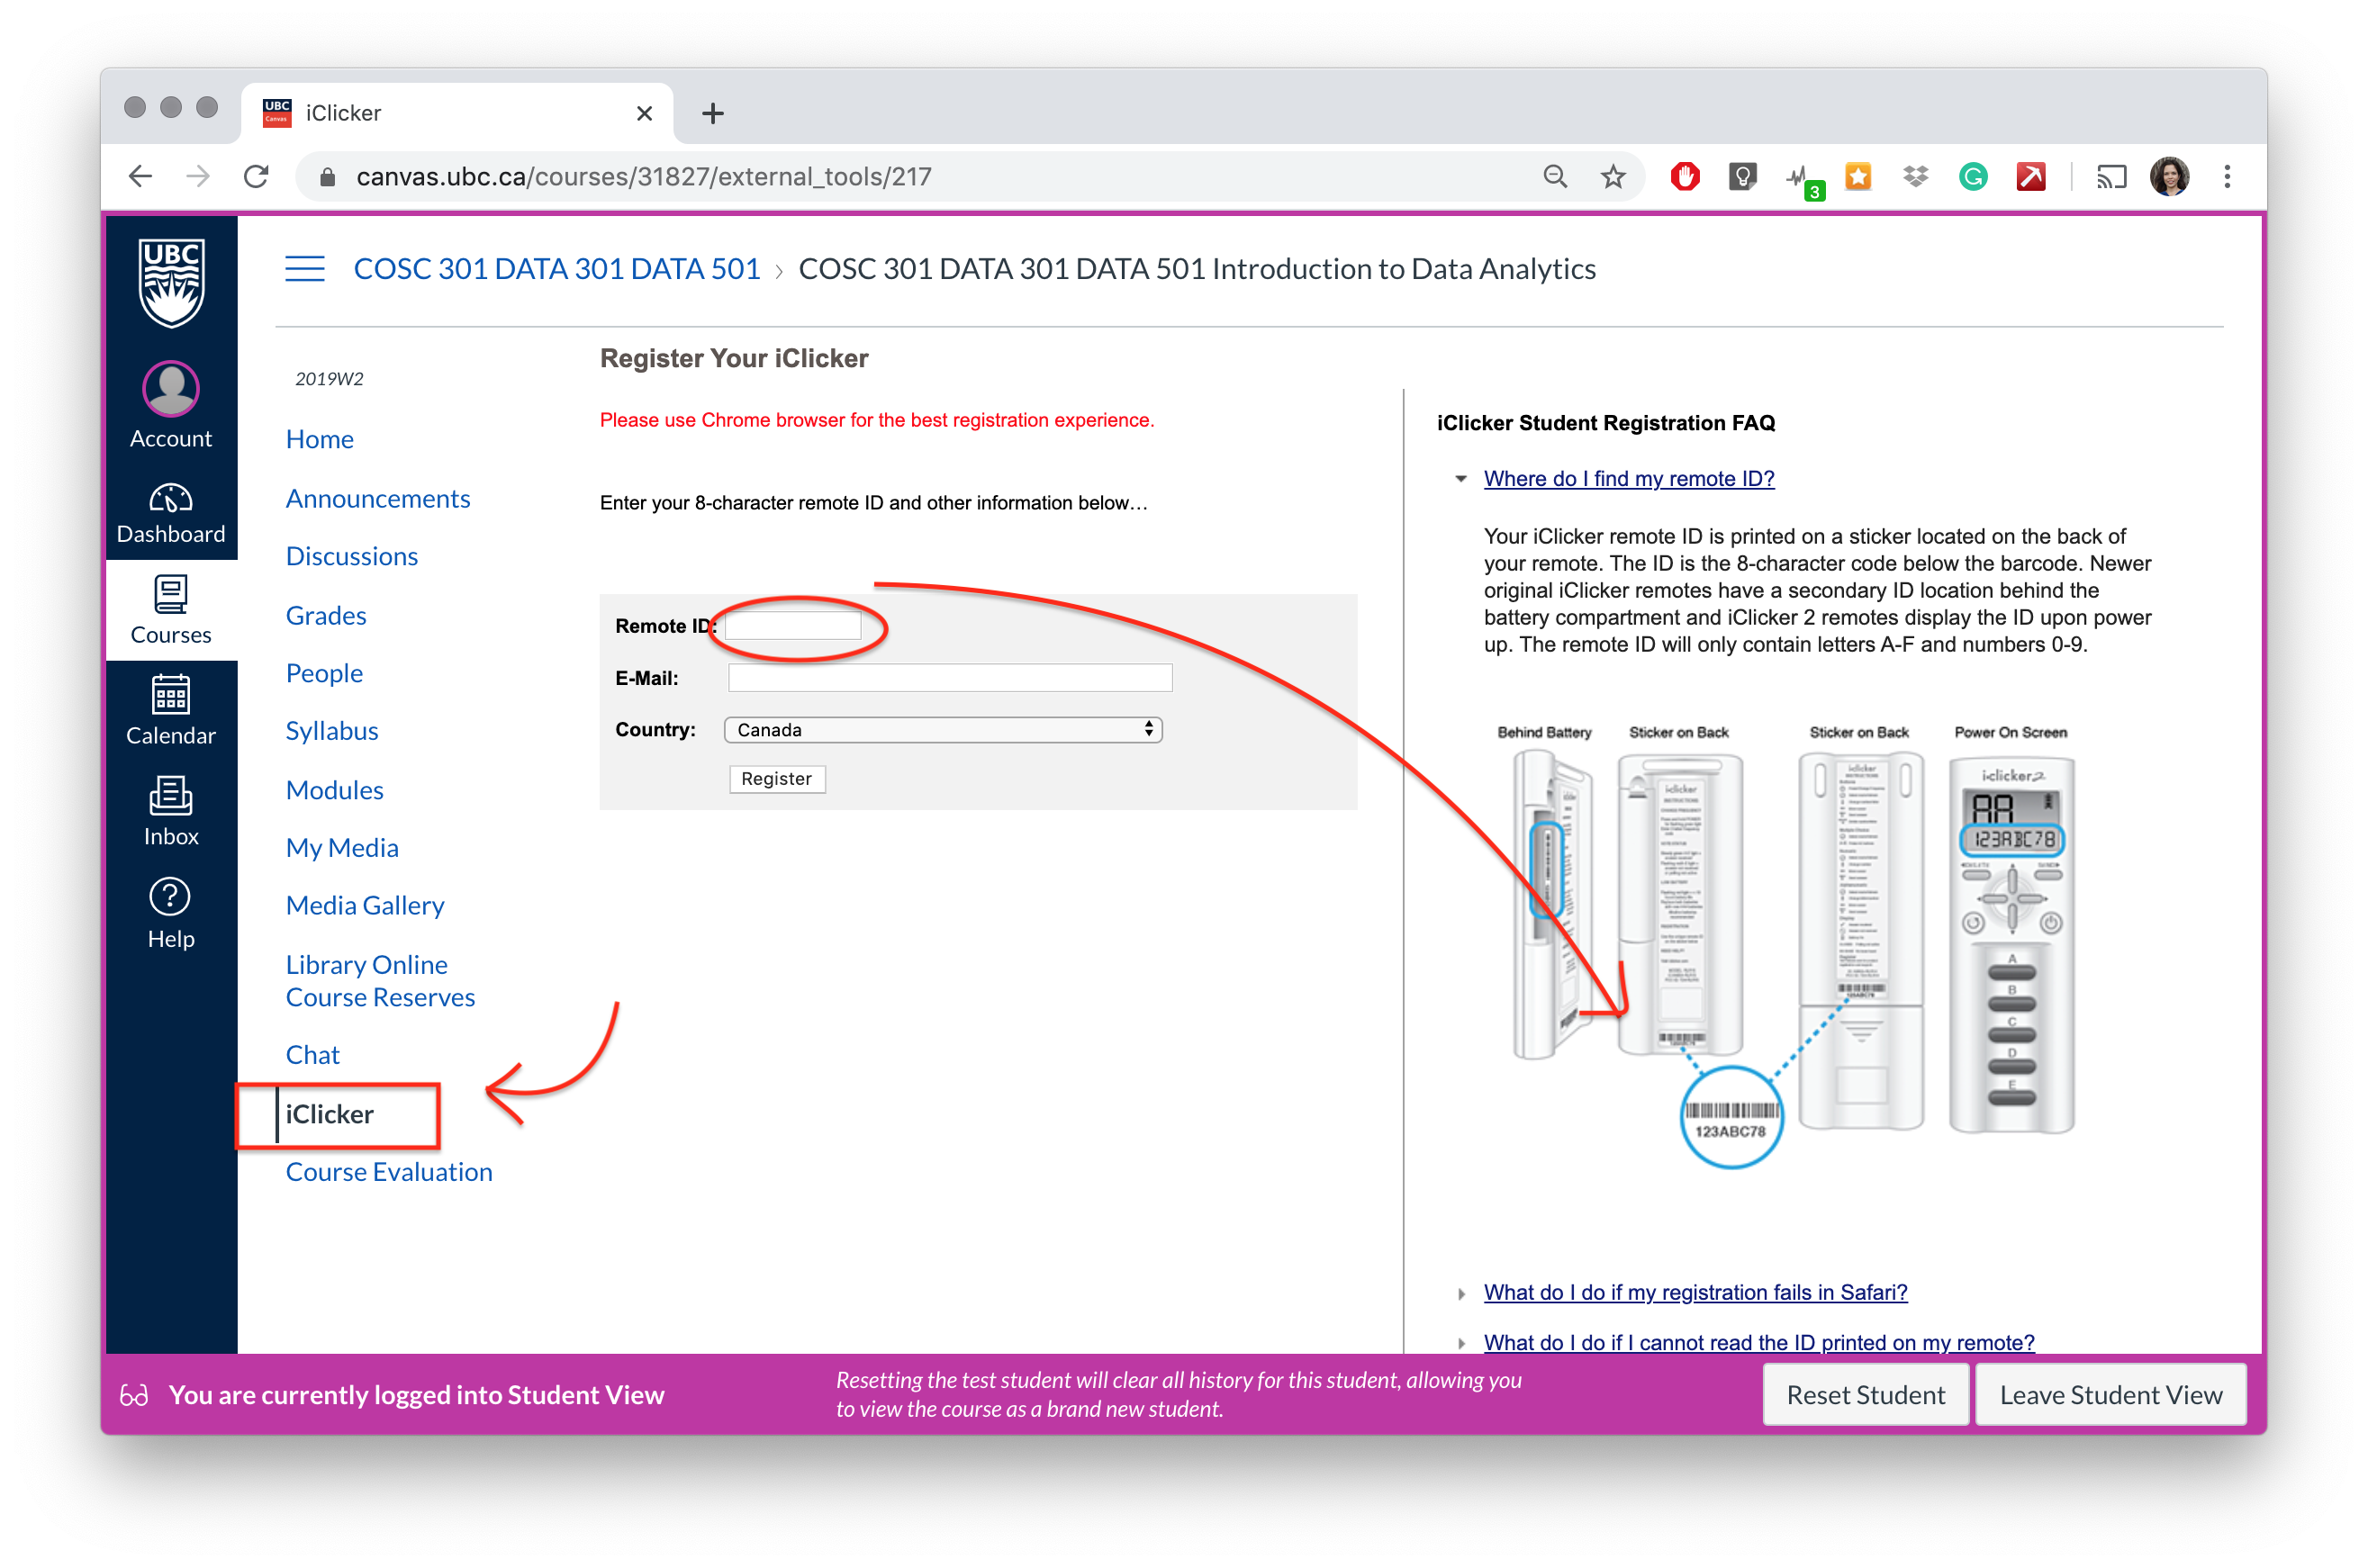 UBC
Canvas
iClicker
canvas.ubc.ca/courses/31827/external_tools/217
3
UBC
COSC 301 DATA 301 DATA 501 › COSC 301 DATA 301 DATA 501 Introduction to Data Analytics
Account
Dashboard
Courses
Calendar
Inbox
Help
2019W2
Home
Announcements
Discussions
Grades
People
Syllabus
Modules
My Media
Media Gallery
Library Online
Course Reserves
Chat
iClicker
Course Evaluation
Register Your iClicker
Please use Chrome browser for the best registration experience.
Enter your 8-character remote ID and other information below…
Remote ID:
E-Mail:
Country: Canada
Register
iClicker Student Registration FAQ
Where do I find my remote ID?
Your iClicker remote ID is printed on a sticker located on the back of
your remote. The ID is the 8-character code below the barcode. Newer
original iClicker remotes have a secondary ID location behind the
battery compartment and iClicker 2 remotes display the ID upon power
up. The remote ID will only contain letters A-F and numbers 0-9.
Behind Battery Sticker on Back Sticker on Back Power On Screen
i-clicker
INSTRUCTIONS
i-clicker
i-clicker2
AA
123ABC78
A
B
C
D
E
123ABC78
What do I do if my registration fails in Safari?
What do I do if I cannot read the ID printed on my remote?
You are currently logged into Student View
Resetting the test student will clear all history for this student, allowing you
to view the course as a brand new student.
Reset Student
Leave Student View